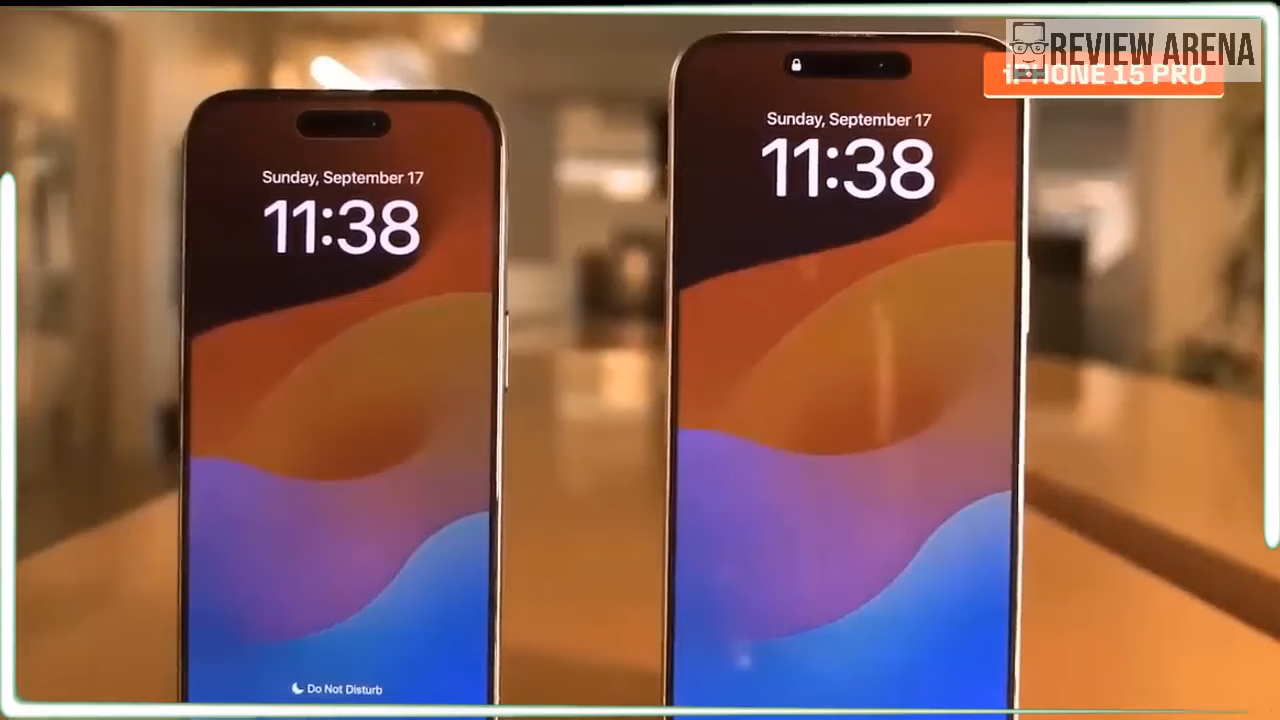 REVIEW ARENA
iPHONE 15 PRO
Sunday, September 17
11:38
Do Not Disturb
Sunday, September 17
11:38